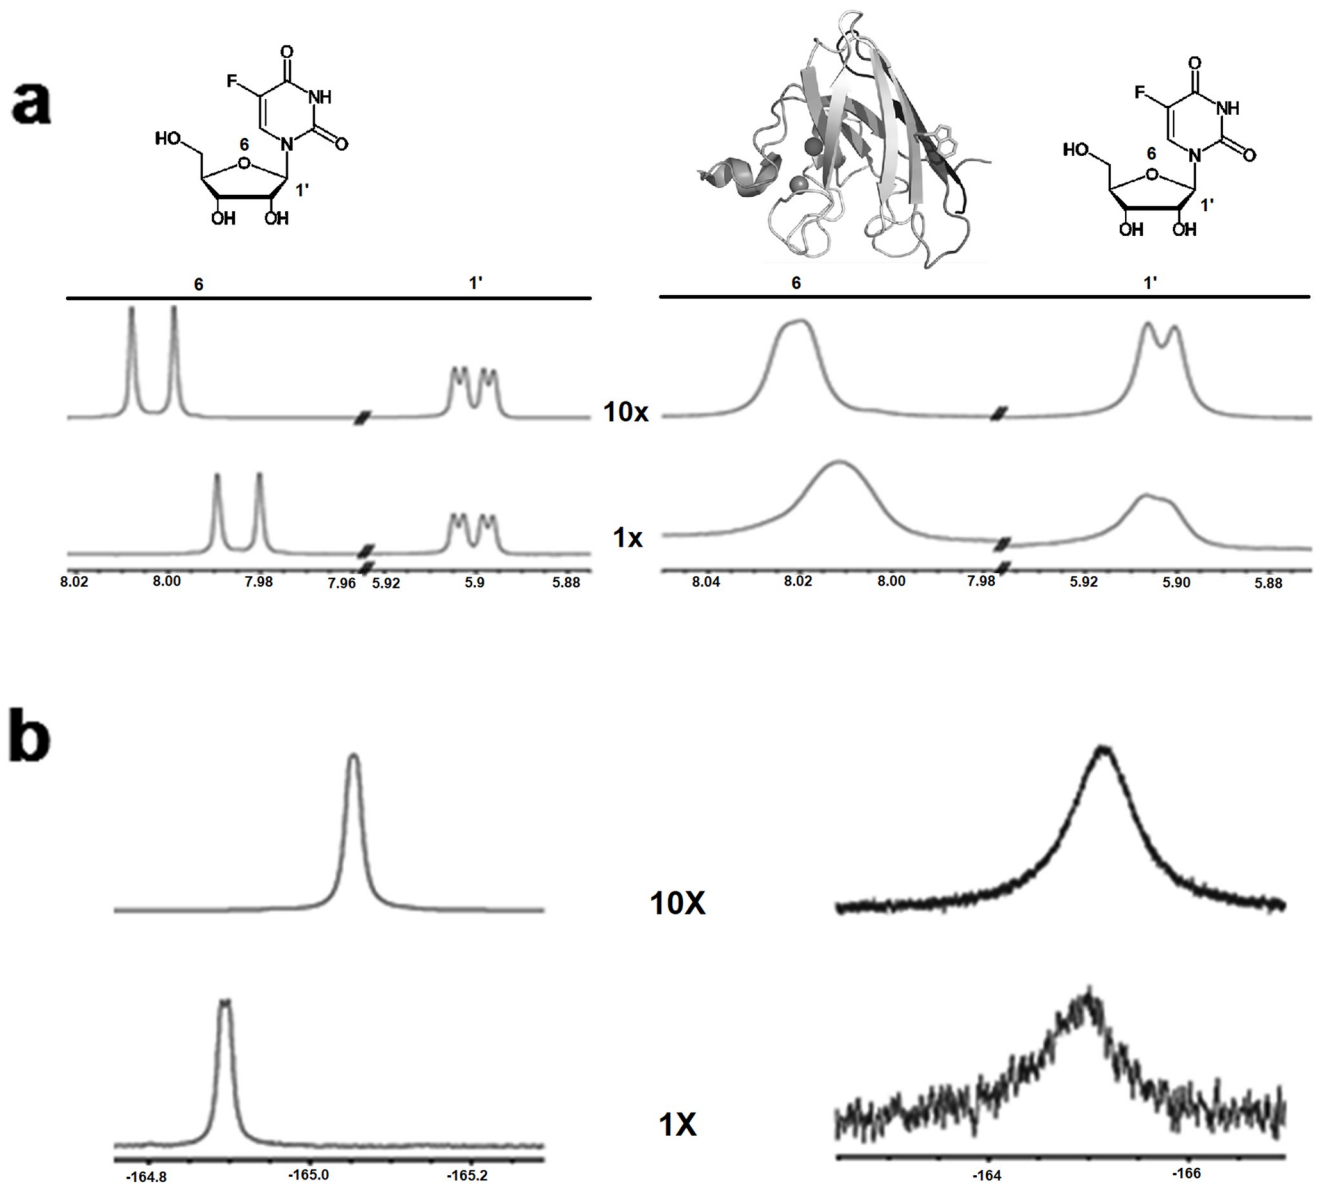 a
O
F
NH
N
O
HO
6
O
1'
OH
OH
O
F
NH
N
O
HO
6
O
1'
OH
OH
6
1'
6
1'
10x
1x
8.02 8.00 7.98 7.96 5.92 5.9 5.88
8.04 8.02 8.00 7.98 5.92 5.90 5.88
b
10X
1X
-164.8 -165.0 -165.2
-164 -166